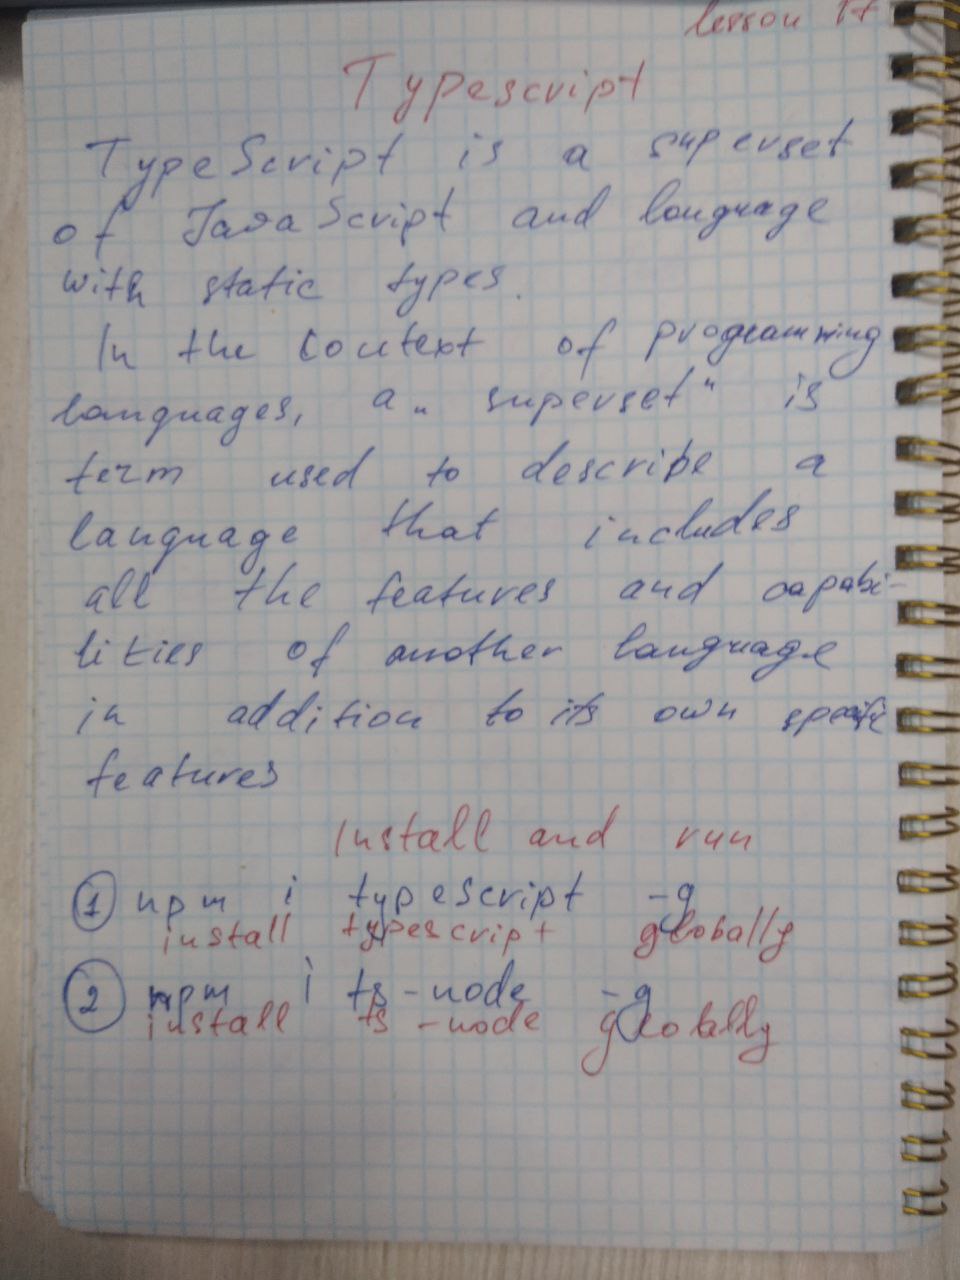 lesson 17
Typescript
TypeScript is a superset
of JavaScript and language
with static types.
In the context of programming
languages, a „superset" is
term used to describe a
language that includes
all the features and capabi-
lities of another language
in addition to its own specific
features
Install and run
1 npm i typescript -g
install typescript globally
2 npm i ts-node -g
install ts-node globally